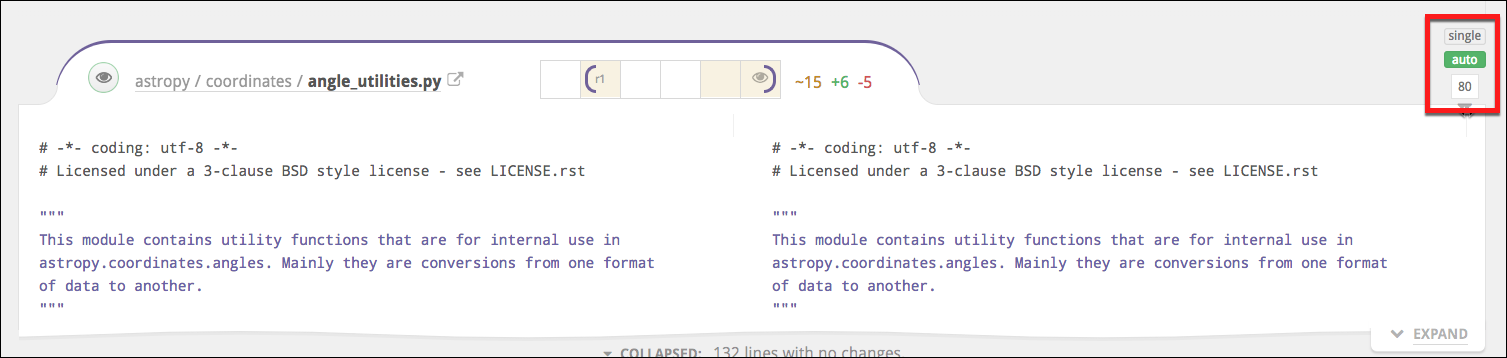 single
auto
80
astropy / coordinates / angle_utilities.py
r1
~15 +6 -5
# -*- coding: utf-8 -*-
# Licensed under a 3-clause BSD style license - see LICENSE.rst
"""
This module contains utility functions that are for internal use in
astropy.coordinates.angles. Mainly they are conversions from one format
of data to another.
"""
# -*- coding: utf-8 -*-
# Licensed under a 3-clause BSD style license - see LICENSE.rst
"""
This module contains utility functions that are for internal use in
astropy.coordinates.angles. Mainly they are conversions from one format
of data to another.
"""
EXPAND
COLLAPSED: 132 lines with no changes.